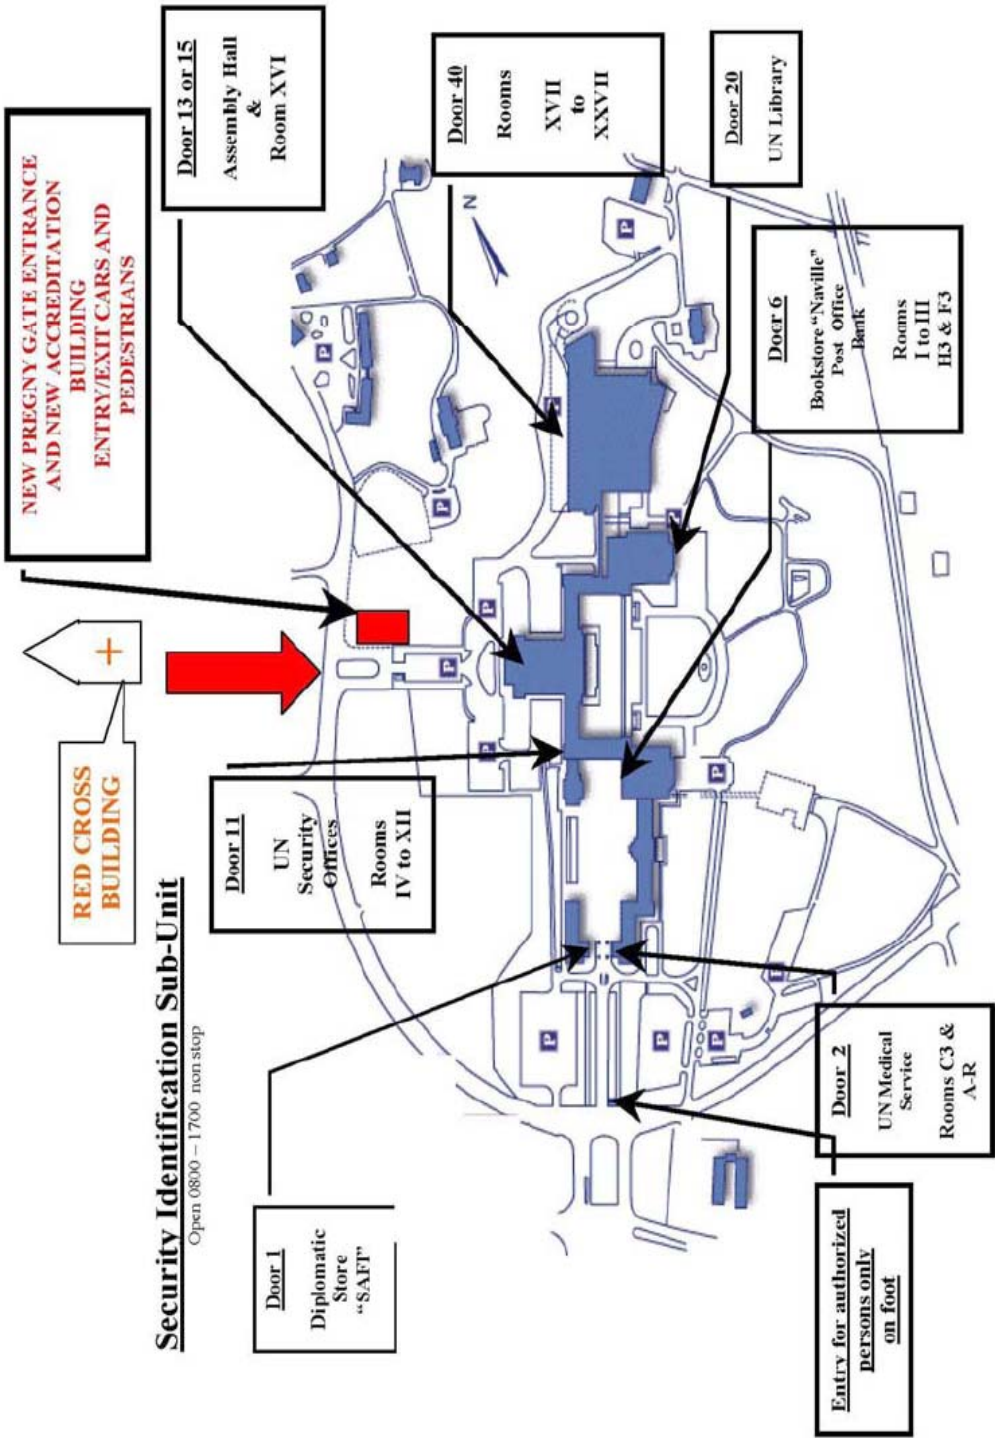 RED CROSS
BUILDING
NEW PREGNY GATE ENTRANCE
AND NEW ACCREDITATION
BUILDING
ENTRY/EXIT CARS AND
PEDESTRIANS
Security Identification Sub-Unit
Open 0800 – 1700 non stop
Door 1
Diplomatic
Store
“SAFI”
Door 11
UN
Security
Offices
Rooms
IV to XII
Door 13 or 15
Assembly Hall
&
Room XVI
Door 40
Rooms
XVII
to
XXVII
N
Door 20
UN Library
Door 6
Bookstore “Naville”
Post Office
Bank
Rooms
I to III
H3 & F3
Door 2
UN Medical
Service
Rooms C3 &
A-R
Entry for authorized
persons only
on foot
P
P
P
P
P
P
P
P
P
P
P
P
P